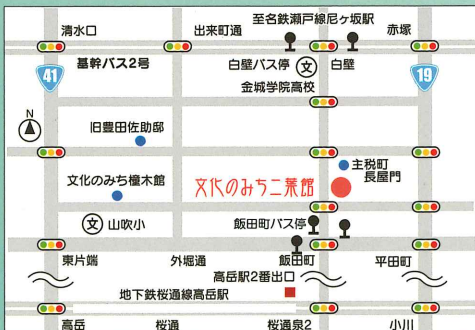 至名鉄瀬戸線尼ヶ坂駅
清水口
出来町通
赤塚
基幹バス2号
白壁バス停
文
白壁
41
19
金城学院高校
N
旧豊田佐助邸
主税町
長屋門
文化のみち橦木館
文化のみち二葉館
文
山吹小
飯田町バス停
東片端
外堀通
飯田町
平田町
高岳駅2番出口
地下鉄桜通線高岳駅
高岳
桜通
桜通泉2
小川